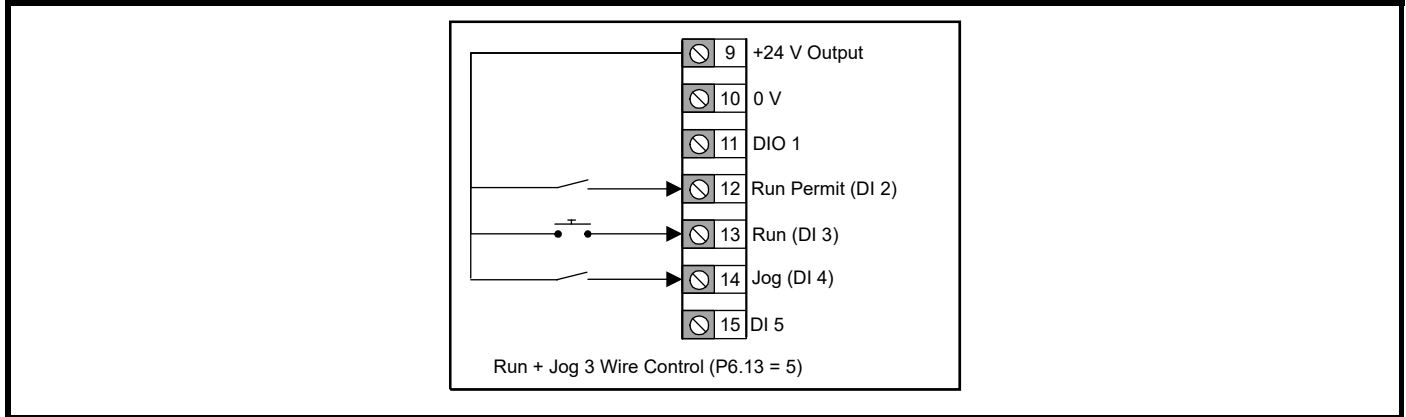 9 +24 V Output
10 0 V
11 DIO 1
12 Run Permit (DI 2)
13 Run (DI 3)
14 Jog (DI 4)
15 DI 5
Run + Jog 3 Wire Control (P6.13 = 5)